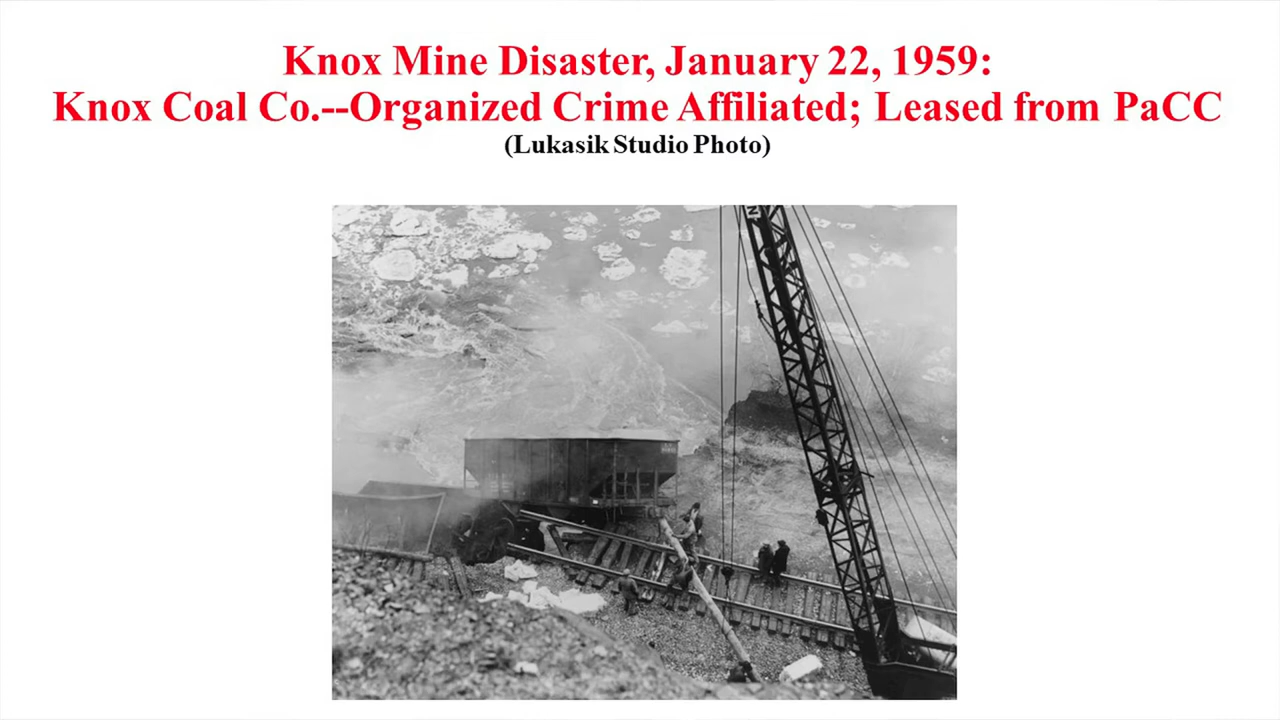 Knox Mine Disaster, January 22, 1959:
Knox Coal Co.--Organized Crime Affiliated; Leased from PaCC
(Lukasik Studio Photo)